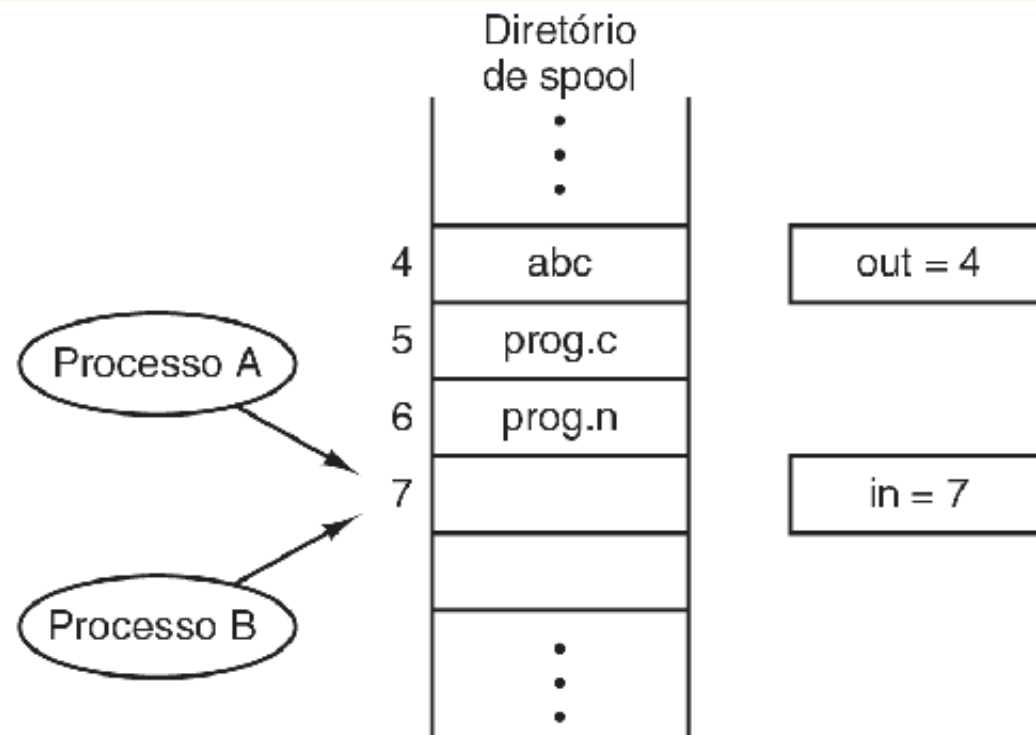 Diretório
de spool
4 abc out = 4
Processo A
5 prog.c
6 prog.n
7 in = 7
Processo B